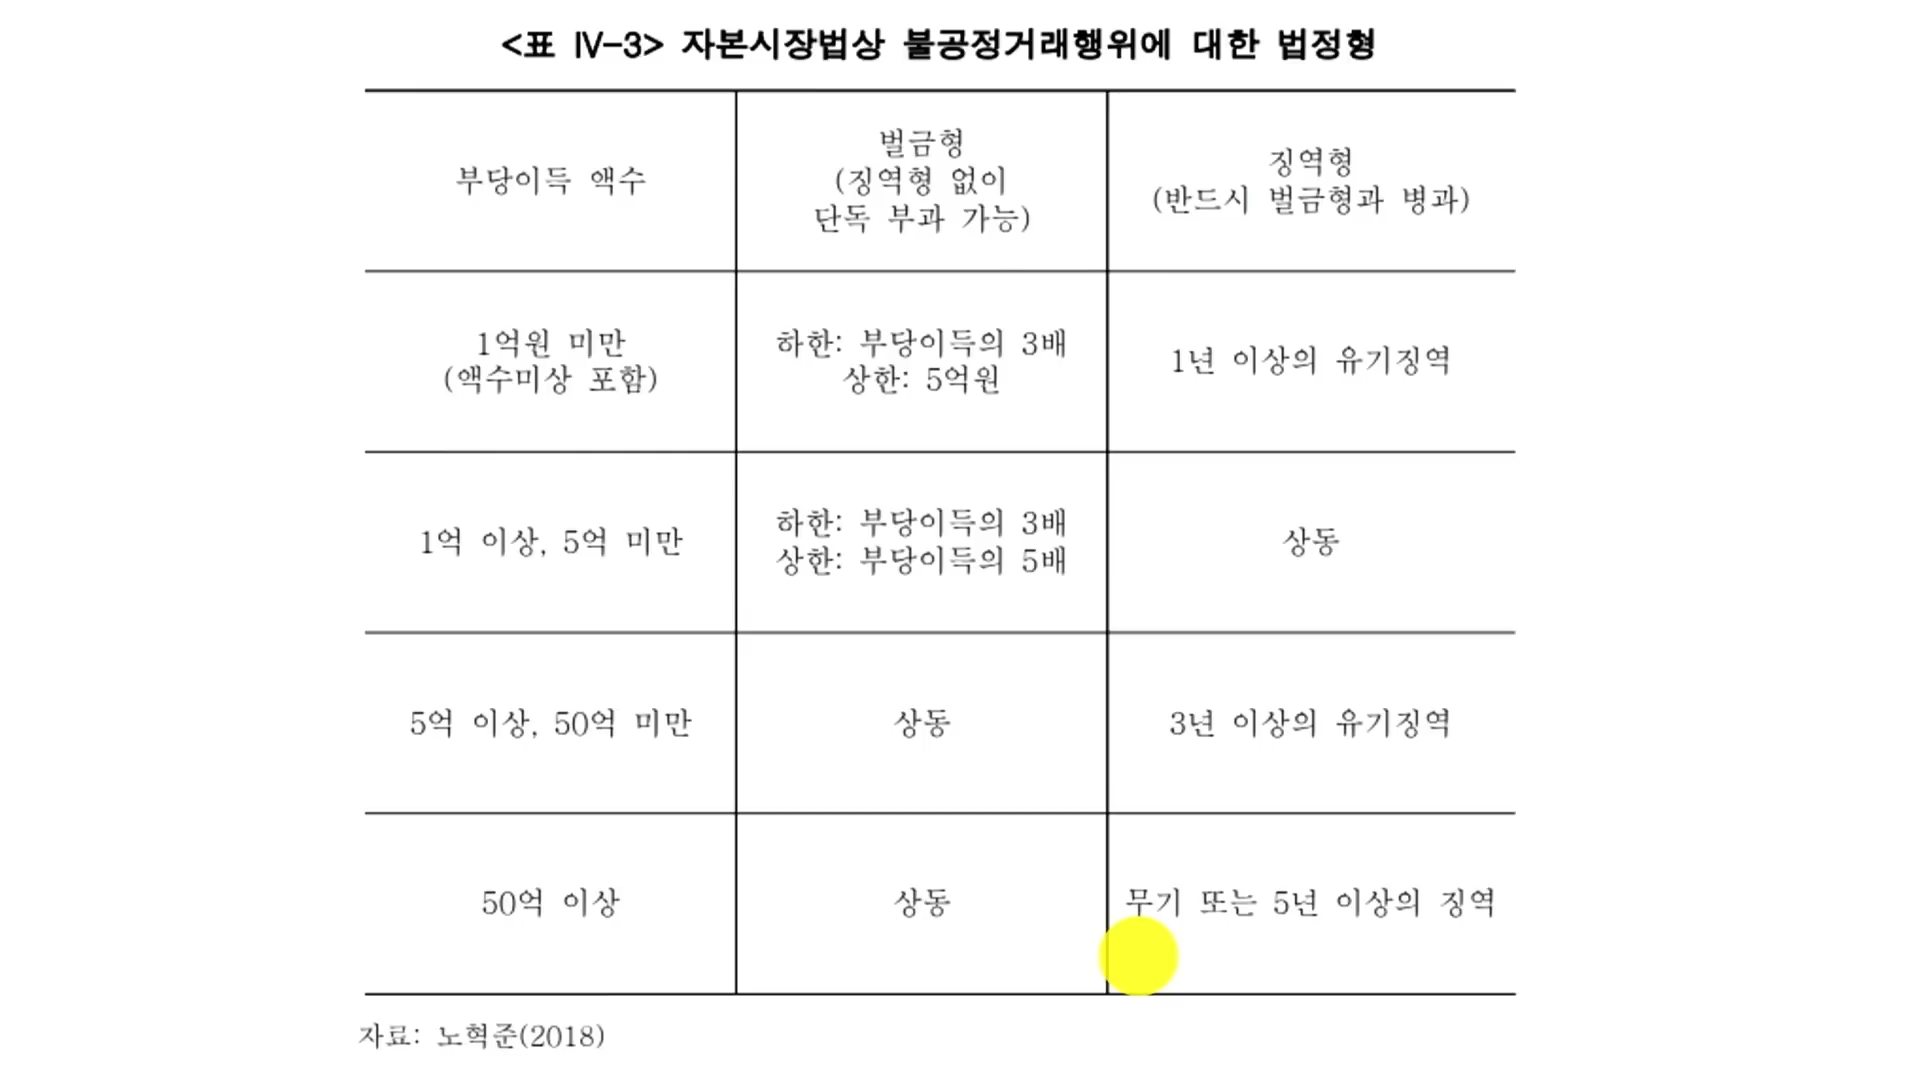 <표 Ⅳ-3> 자본시장법상 불공정거래행위에 대한 법정형
부당이득 액수
벌금형
(징역형 없이
단독 부과 가능)
징역형
(반드시 벌금형과 병과)
1억원 미만
(액수미상 포함)
하한: 부당이득의 3배
상한: 5억원
1년 이상의 유기징역
1억 이상, 5억 미만
하한: 부당이득의 3배
상한: 부당이득의 5배
상동
5억 이상, 50억 미만
상동
3년 이상의 유기징역
50억 이상
상동
무기 또는 5년 이상의 징역
자료: 노혁준(2018)